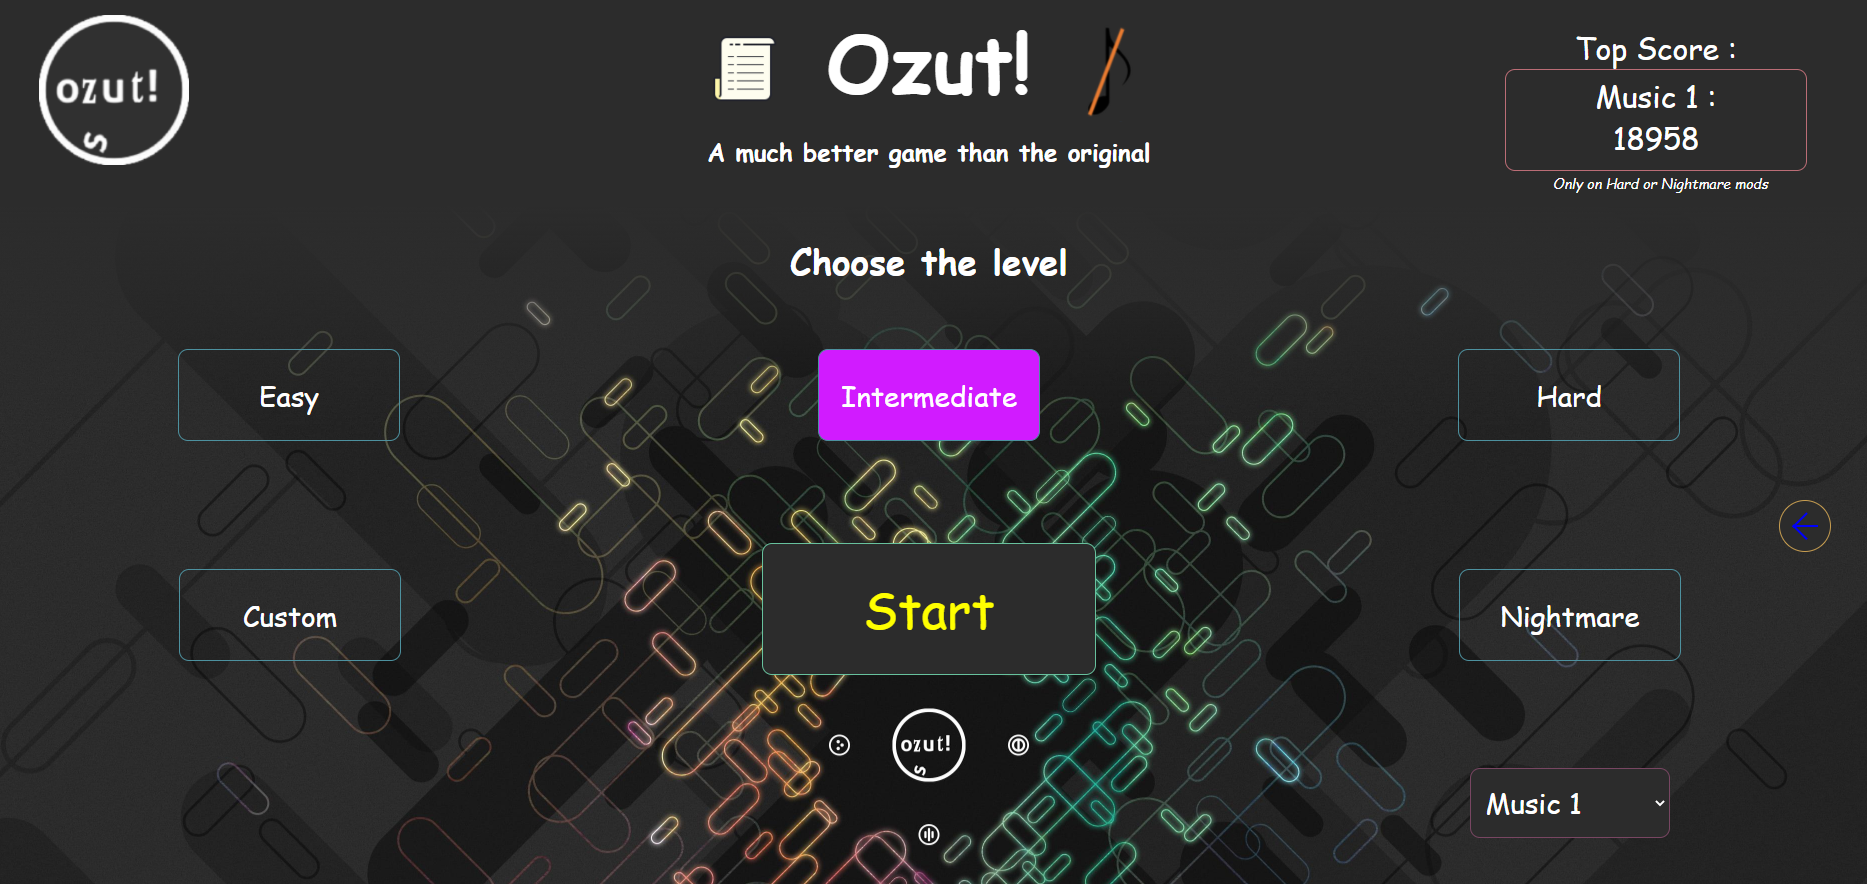 ozut!
s
Ozut!
A much better game than the original
Top Score :
Music 1 :
18958
Only on Hard or Nightmare mods
Choose the level
Easy
Intermediate
Hard
Custom
Start
Nightmare
ozut!
s
Music 1